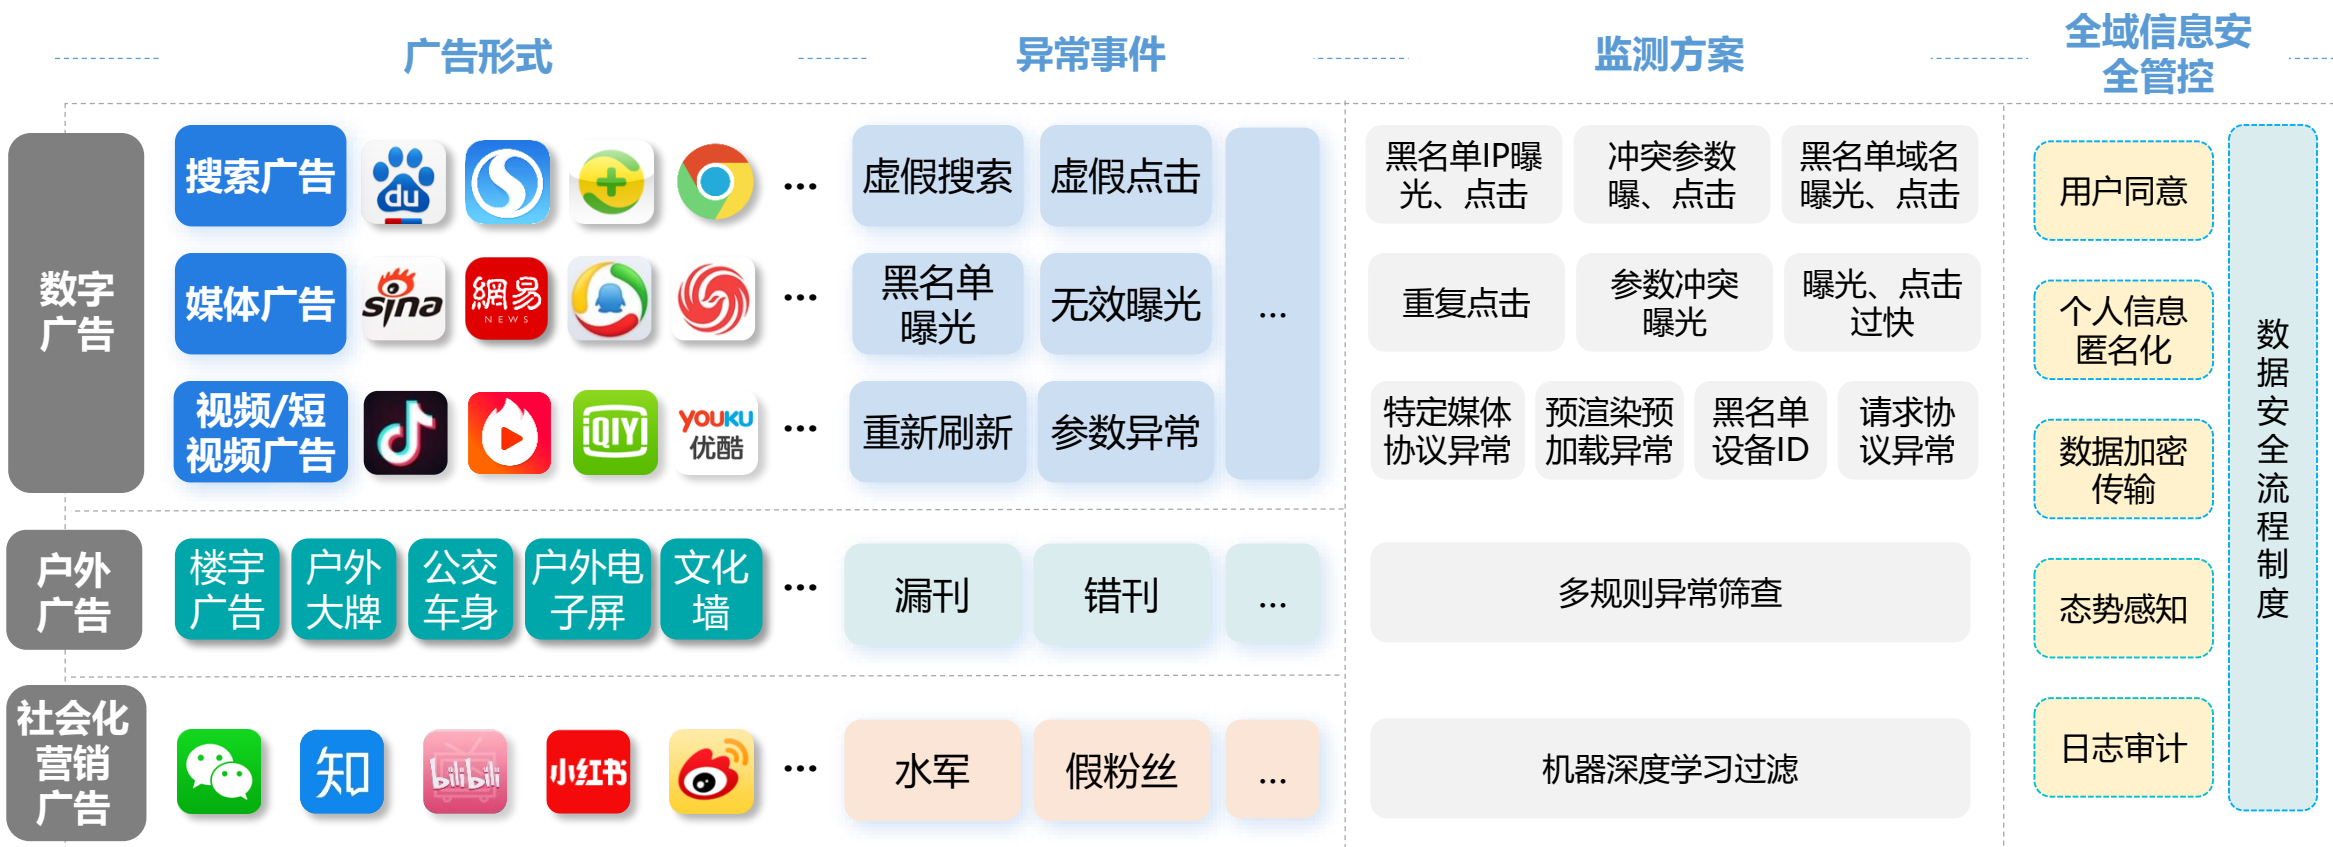 广告形式
异常事件
监测方案
全域信息安
全管控
数字
广告
搜索广告
du
...
虚假搜索
虚假点击
黑名单IP曝
光、点击
冲突参数
曝、点击
黑名单域名
曝光、点击
媒体广告
sina
網易
NEWS
...
黑名单
曝光
无效曝光
...
重复点击
参数冲突
曝光
曝光、点击
过快
视频/短
视频广告
iQIYI
YOUKU
优酷
...
重新刷新
参数异常
特定媒体
协议异常
预渲染预
加载异常
黑名单
设备ID
请求协
议异常
户外
广告
楼宇
广告
户外
大牌
公交
车身
户外电
子屏
文化
墙
...
漏刊
错刊
...
多规则异常筛查
社会化
营销
广告
知
bilibili
小红书
...
水军
假粉丝
...
机器深度学习过滤
用户同意
个人信息
匿名化
数据加密
传输
态势感知
日志审计
数据安全流程制度